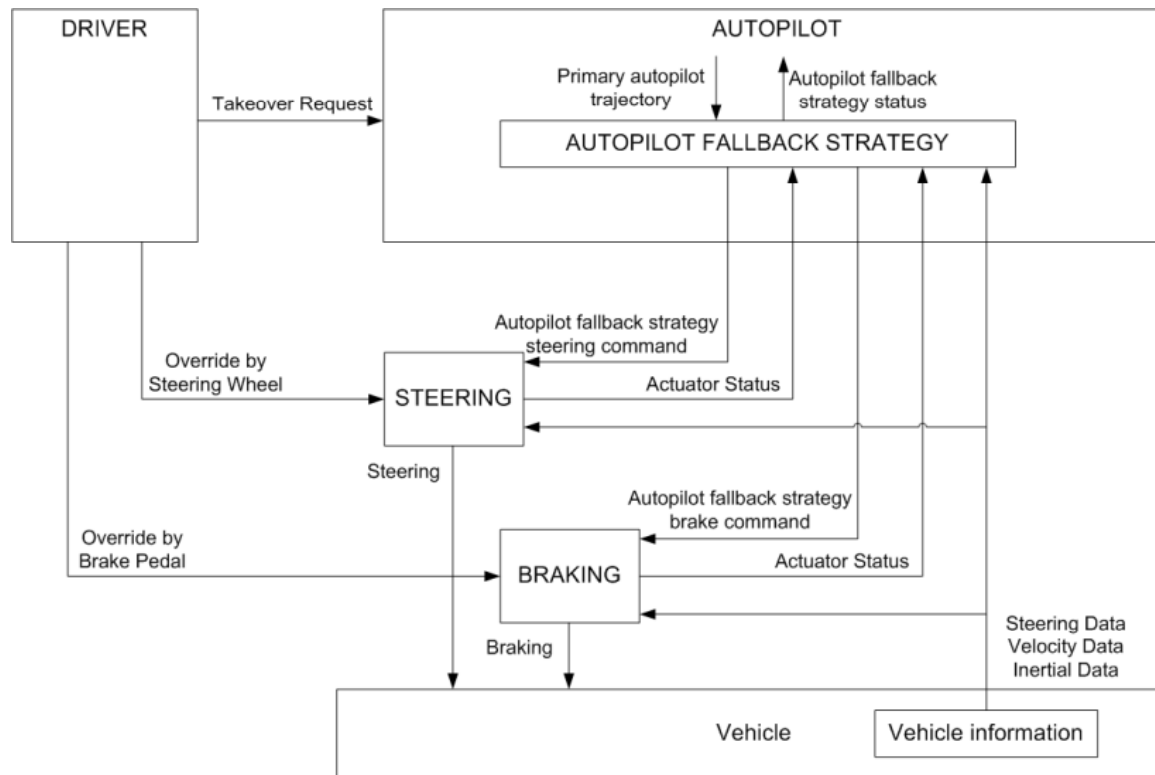 DRIVER
AUTOPILOT
Primary autopilot
trajectory
Autopilot fallback
strategy status
Takeover Request
AUTOPILOT FALLBACK STRATEGY
Autopilot fallback strategy
steering command
Override by
Steering Wheel
STEERING
Actuator Status
Steering
Autopilot fallback strategy
brake command
Override by
Brake Pedal
BRAKING
Actuator Status
Braking
Steering Data
Velocity Data
Inertial Data
Vehicle
Vehicle information